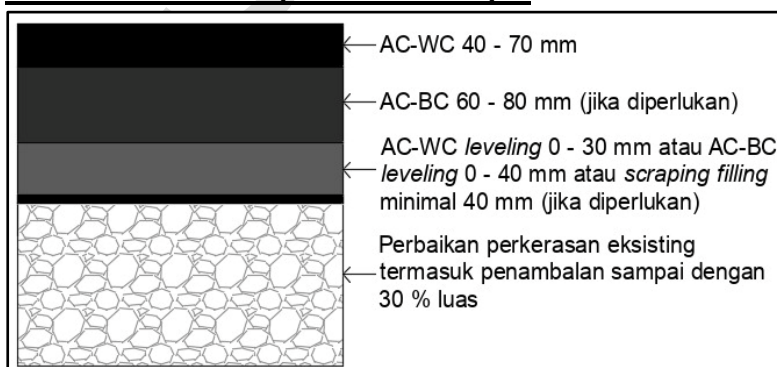 AC-WC 40 - 70 mm
AC-BC 60 - 80 mm (jika diperlukan)
AC-WC leveling 0 - 30 mm atau AC-BC
leveling 0 - 40 mm atau scraping filling
minimal 40 mm (jika diperlukan)
Perbaikan perkerasan eksisting
termasuk penambalan sampai dengan
30 % luas